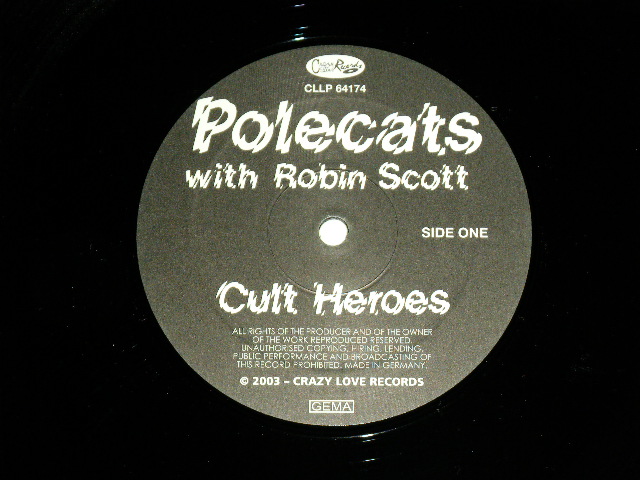 Crazy Love Records
CLLP 64174
Polecats
with Robin Scott
SIDE ONE
Cult Heroes
ALL RIGHTS OF THE PRODUCER AND OF THE OWNER
OF THE WORK REPRODUCED RESERVED.
UNAUTHORISED COPYING, HIRING, LENDING,
PUBLIC PERFORMANCE AND BROADCASTING OF
THIS RECORD PROHIBITED. MADE IN GERMANY.
© 2003 – CRAZY LOVE RECORDS
GEMA